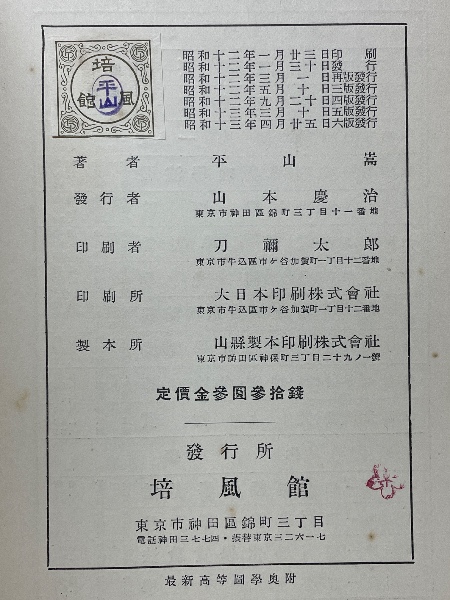 培
平山
風館
昭和十二年一月廿三日印刷
昭和十二年一月三十日發行
昭和十二年三月一日再版發行
昭和十二年五月十日三版發行
昭和十二年九月二十日四版發行
昭和十三年三月十日五版發行
昭和十三年四月廿五日六版發行
著者 平山嵩
發行者 山本慶治
東京市神田區錦町三丁目十一番地
印刷者 刀禰太郎
東京市牛込區市ケ谷加賀町一丁目十二番地
印刷所 大日本印刷株式會社
東京市牛込區市ケ谷加賀町一丁目十二番地
製本所 山縣製本印刷株式會社
東京市神田區神保町三丁目二十九ノ一號
定價金參圓參拾錢
發行所
培風館
東京市神田區錦町三丁目
電話神田三七七四・振替東京三二六一七
最新高等圖學奧附